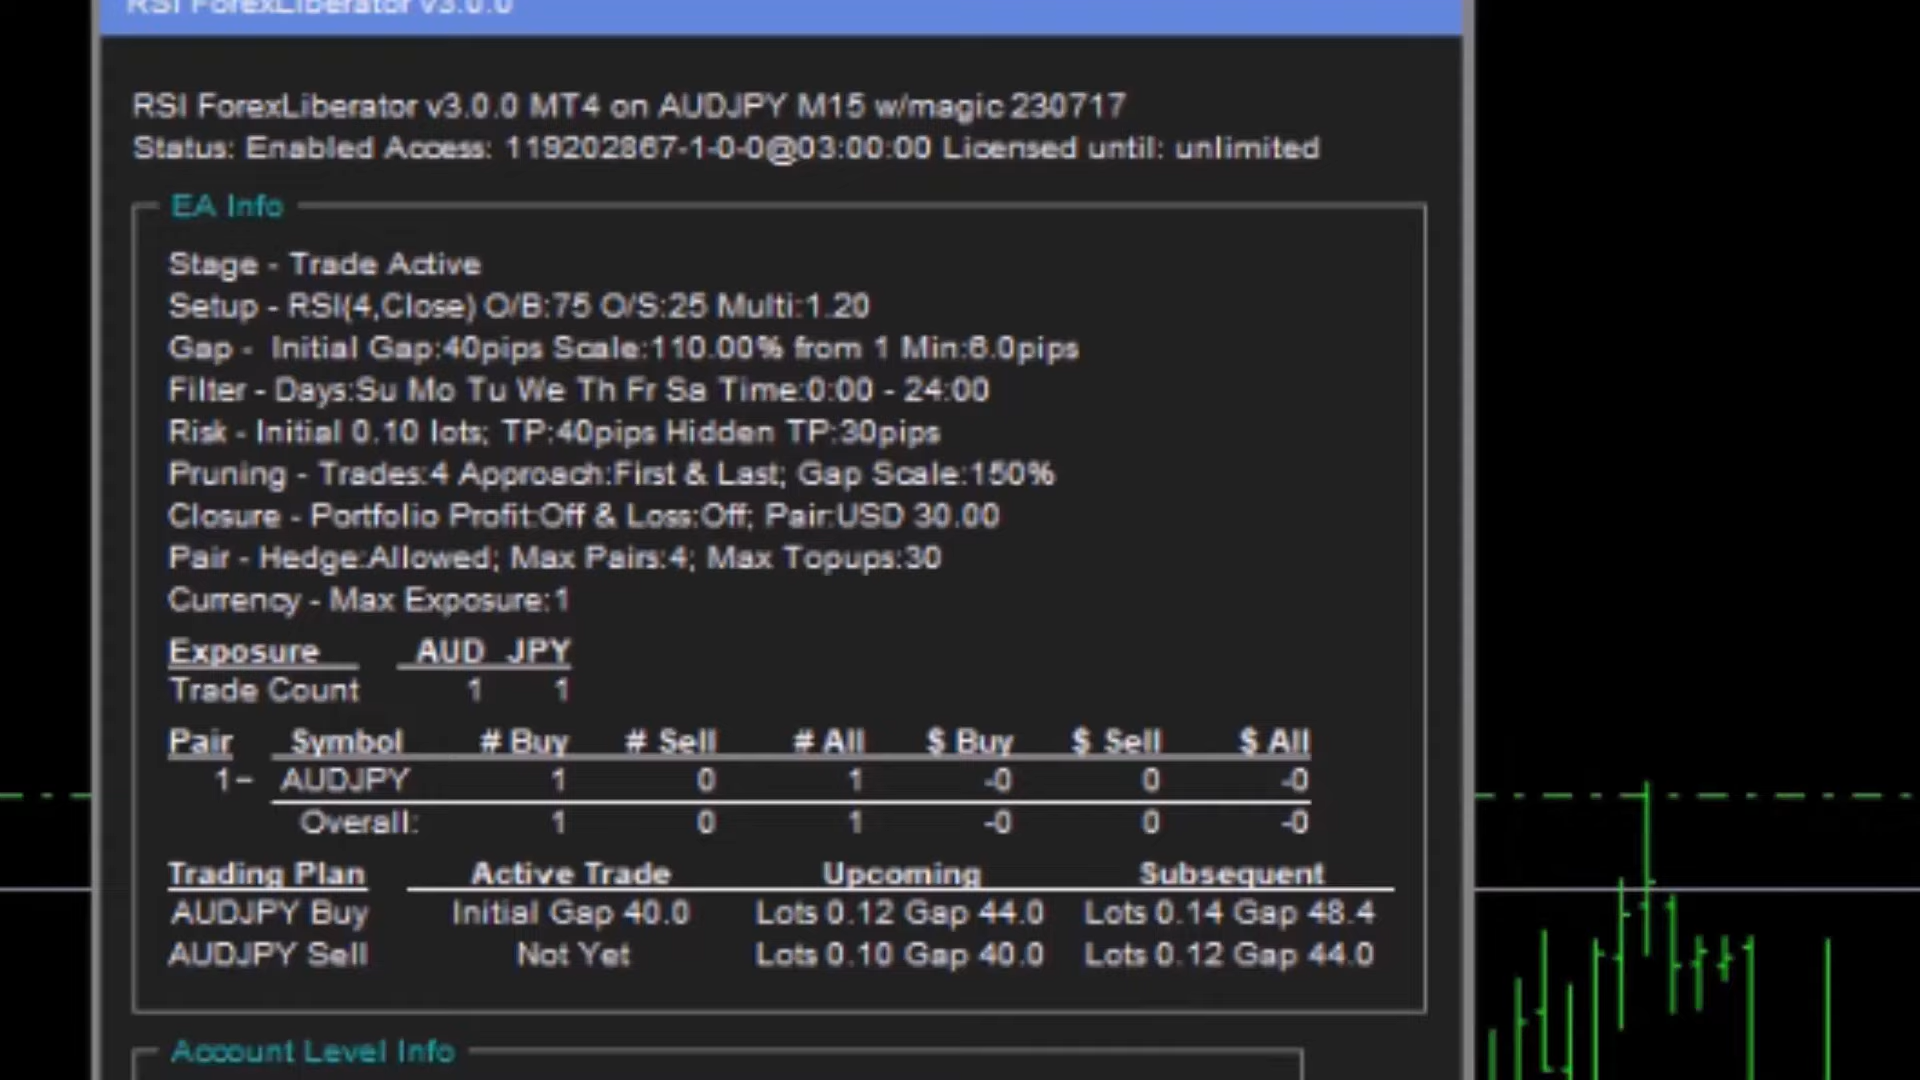 RSI ForexLiberator v3.0.0
RSI ForexLiberator v3.0.0 MT4 on AUDJPY M15 w/magic 230717
Status: Enabled Access: 119202867-1-0-0@03:00:00 Licensed until: unlimited
EA Info
Stage - Trade Active
Setup - RSI(4,Close) O/B:75 O/S:25 Multi:1.20
Gap - Initial Gap:40pips Scale:110.00% from 1 Min:6.0pips
Filter - Days:Su Mo Tu We Th Fr Sa Time:0:00 - 24:00
Risk - Initial 0.10 lots; TP:40pips Hidden TP:30pips
Pruning - Trades:4 Approach:First & Last; Gap Scale:150%
Closure - Portfolio Profit:Off & Loss:Off; Pair:USD 30.00
Pair - Hedge:Allowed; Max Pairs:4; Max Topups:30
Currency - Max Exposure:1
Exposure AUD JPY
Trade Count 1 1
Pair Symbol # Buy # Sell # All $ Buy $ Sell $ All
1- AUDJPY 1 0 1 -0 0 -0
Overall: 1 0 1 -0 0 -0
Trading Plan Active Trade Upcoming Subsequent
AUDJPY Buy Initial Gap 40.0 Lots 0.12 Gap 44.0 Lots 0.14 Gap 48.4
AUDJPY Sell Not Yet Lots 0.10 Gap 40.0 Lots 0.12 Gap 44.0
Account Level Info